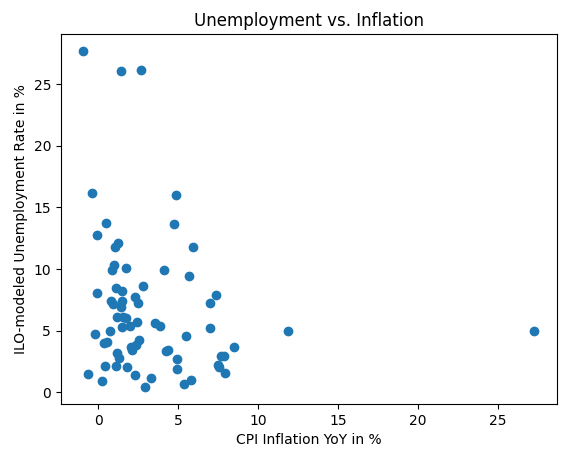 Unemployment vs. Inflation
ILO-modeled Unemployment Rate in %
25
20
15
10
5
0
0 5 10 15 20 25
CPI Inflation YoY in %